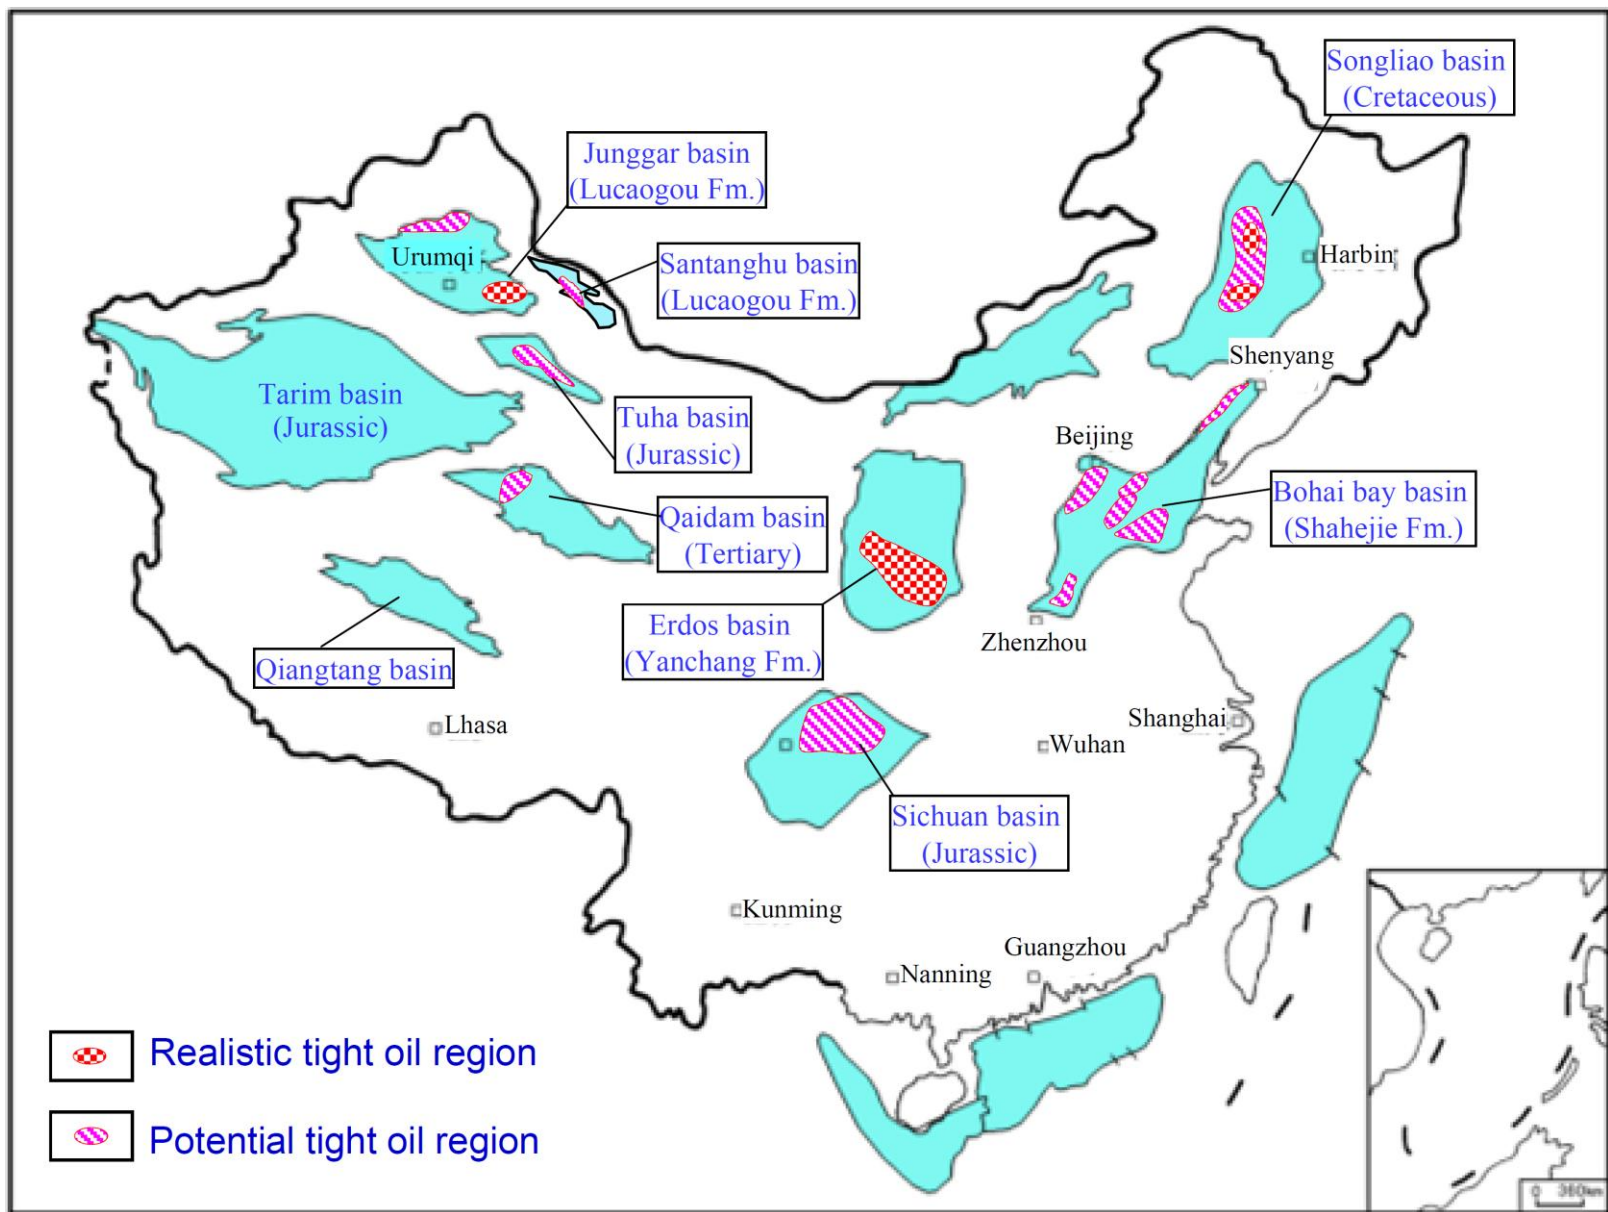 Songliao basin
(Cretaceous)
Junggar basin
(Lucaogou Fm.)
Urumqi
Santanghu basin
(Lucaogou Fm.)
Harbin
Shenyang
Tarim basin
(Jurassic)
Tuha basin
(Jurassic)
Beijing
Bohai bay basin
(Shahejie Fm.)
Qaidam basin
(Tertiary)
Erdos basin
(Yanchang Fm.)
Zhenzhou
Qiangtang basin
Lhasa
Shanghai
Wuhan
Sichuan basin
(Jurassic)
Kunming
Guangzhou
Nanning
Realistic tight oil region
Potential tight oil region
0 360km